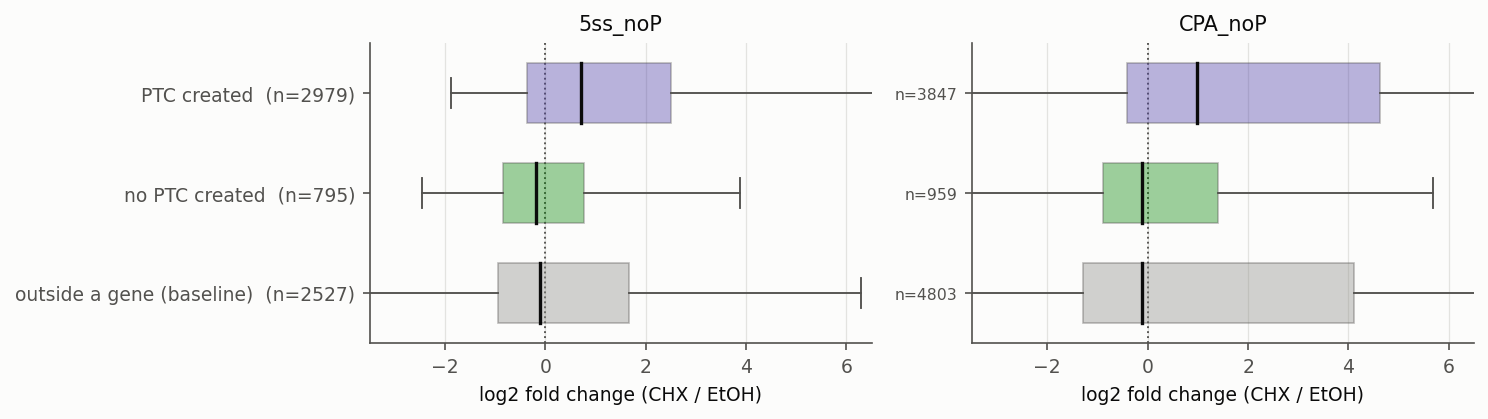 5ss_noP
CPA_noP
PTC created (n=2979)
n=3847
no PTC created (n=795)
n=959
outside a gene (baseline) (n=2527)
n=4803
−2 0 2 4 6
−2 0 2 4 6
log2 fold change (CHX / EtOH)
log2 fold change (CHX / EtOH)